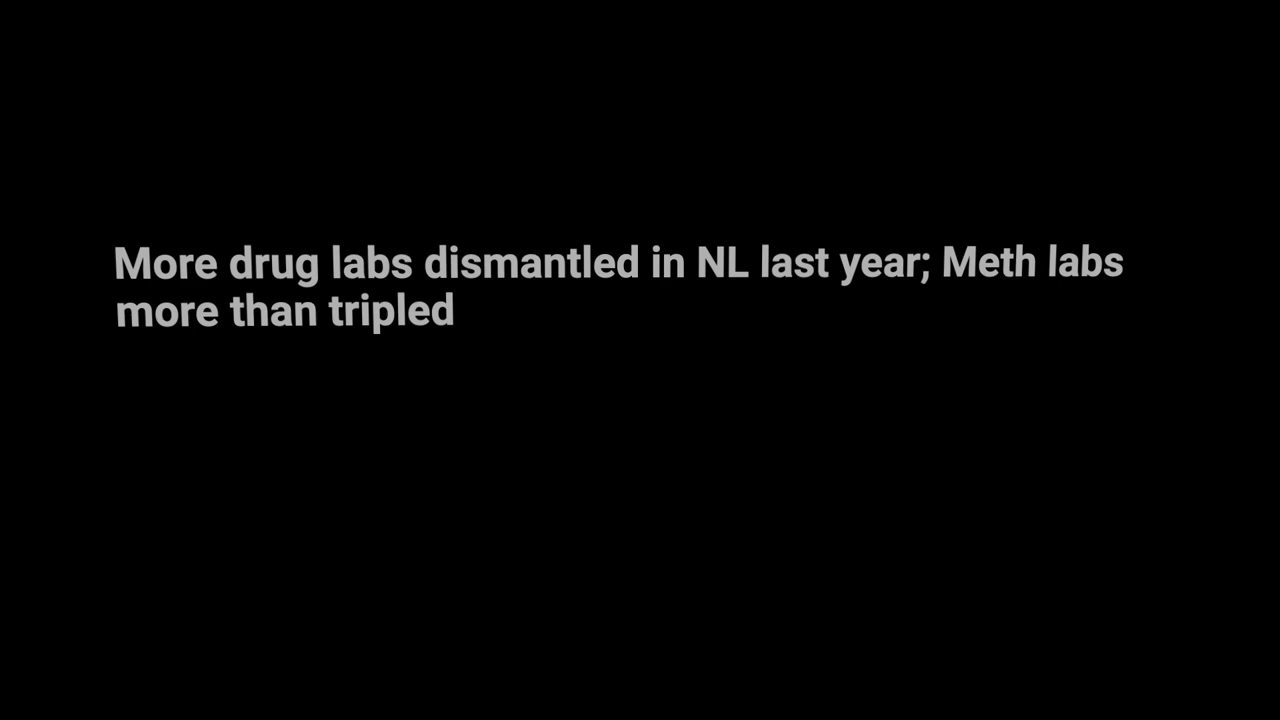 More drug labs dismantled in NL last year; Meth labs
more than tripled